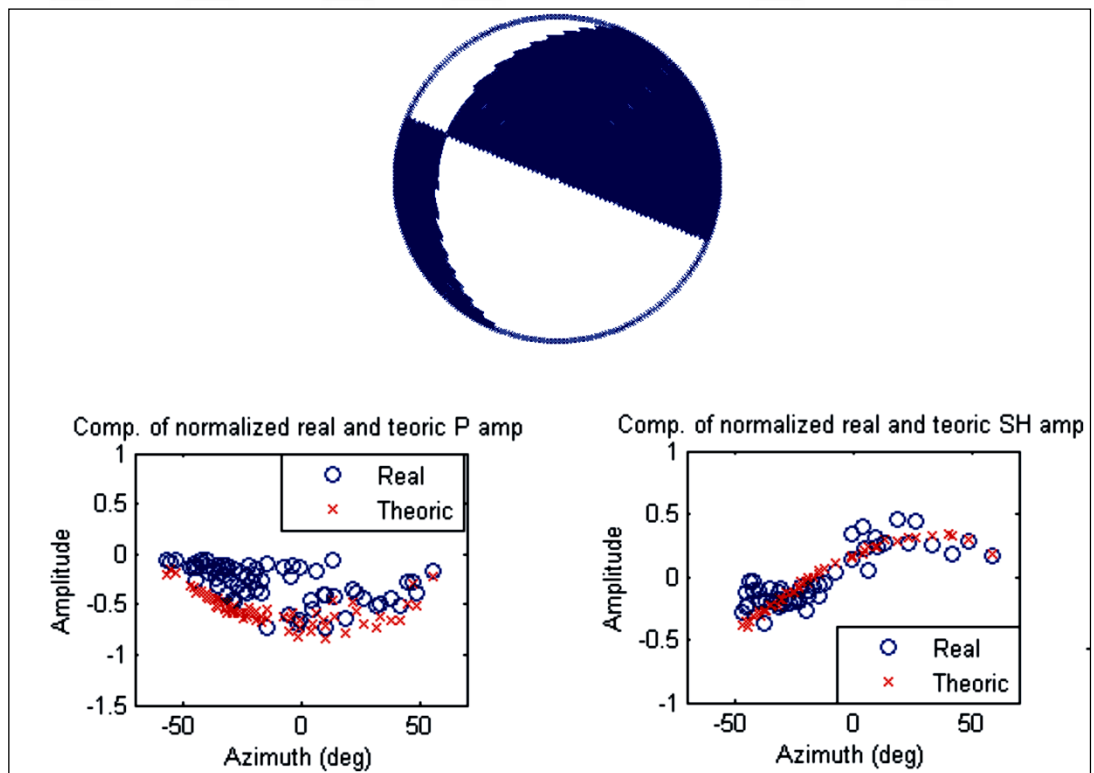 Comp. of normalized real and teoric P amp
1
0.5
0
-0.5
-1
-1.5
Amplitude
Real
Theoric
-50
0
50
Azimuth (deg)
Comp. of normalized real and teoric SH amp
1
0.5
0
-0.5
-1
Amplitude
Real
Theoric
-50
0
50
Azimuth (deg)